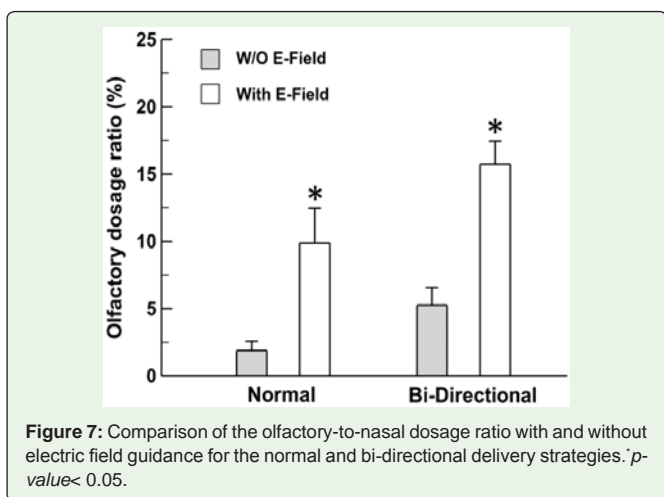 25
20
15
10
5
0
Olfactory dosage ratio (%)
W/O E-Field
With E-Field
*
*
Normal
Bi-Directional
Figure 7: Comparison of the olfactory-to-nasal dosage ratio with and without
electric field guidance for the normal and bi-directional delivery strategies.*p-
value< 0.05.